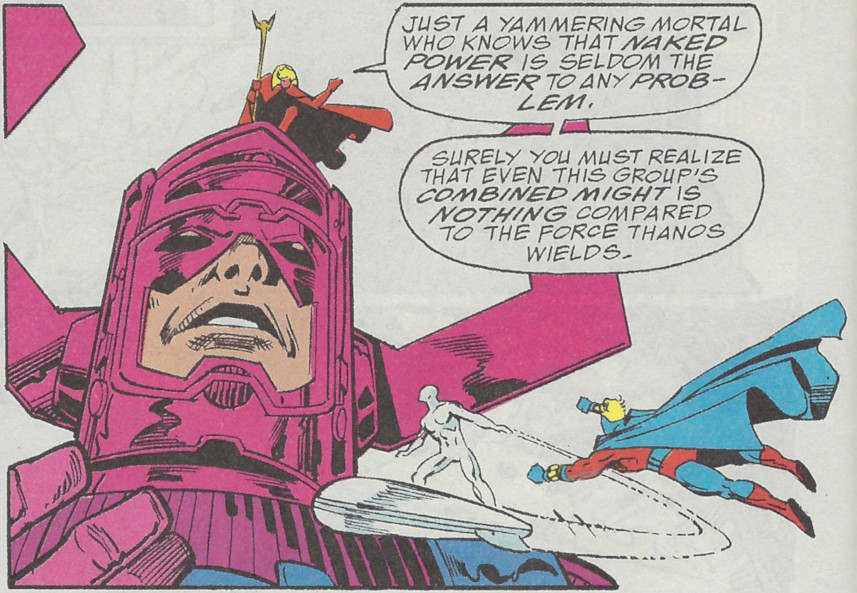 JUST A YAMMERING MORTAL
WHO KNOWS THAT NAKED
POWER IS SELDOM THE
ANSWER TO ANY PROB-
LEM.
SURELY YOU MUST REALIZE
THAT EVEN THIS GROUP'S
COMBINED MIGHT IS
NOTHING COMPARED
TO THE FORCE THANOS
WIELDS.